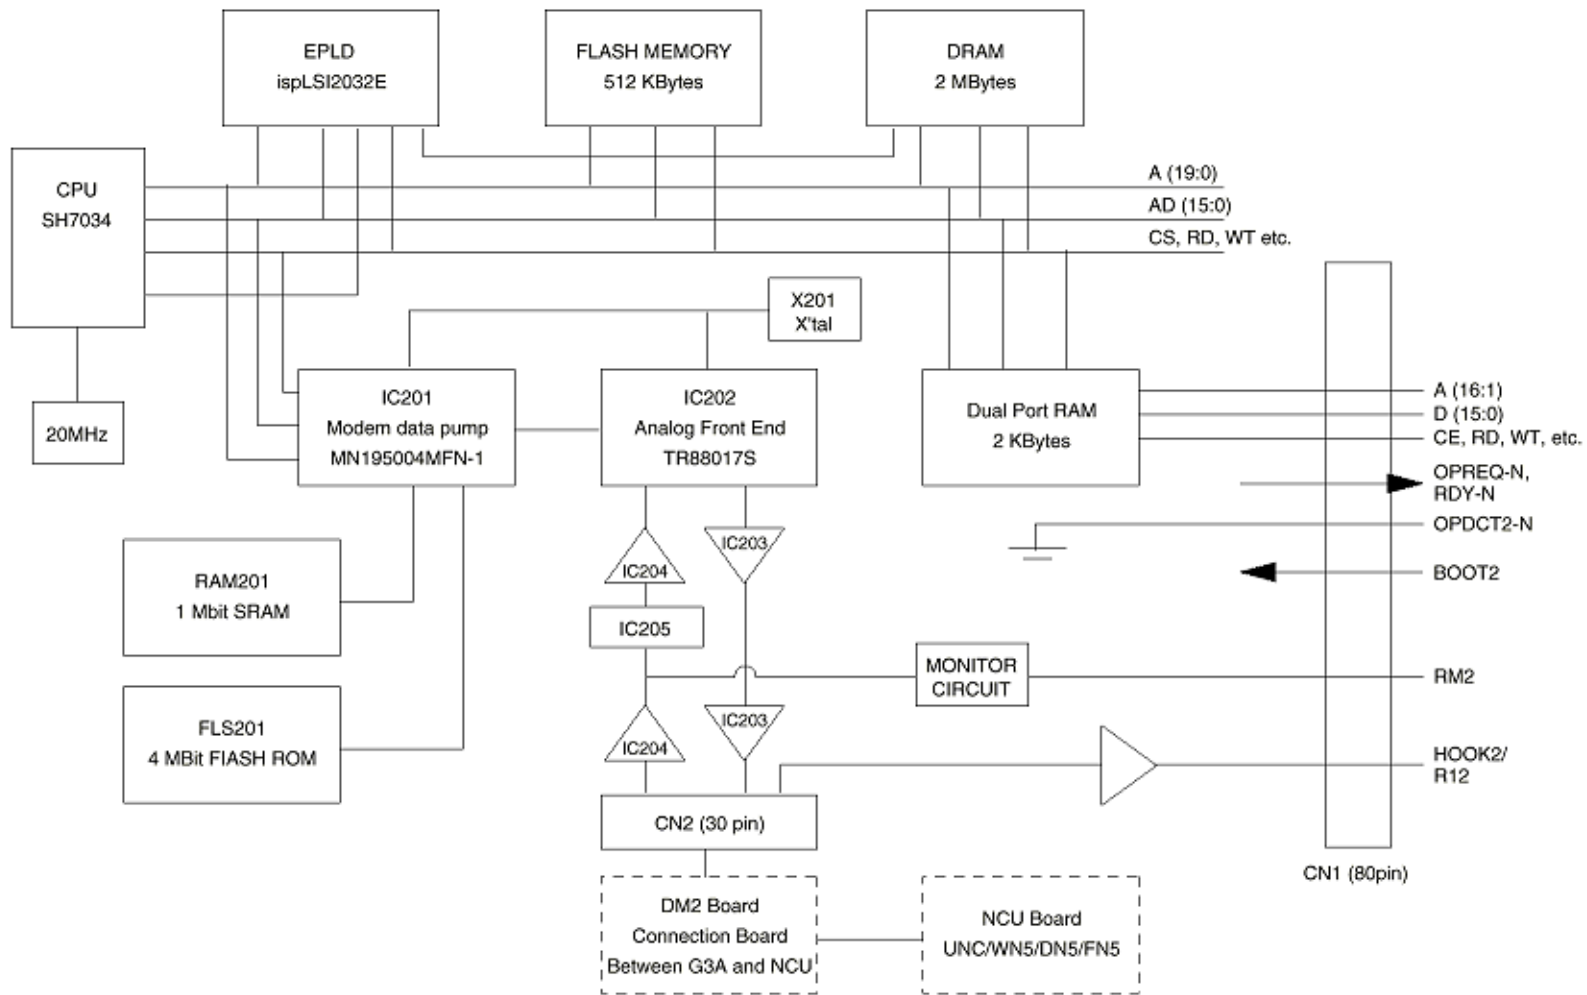 EPLD
ispLSI2032E
FLASH MEMORY
512 KBytes
DRAM
2 MBytes
CPU
SH7034
A (19:0)
AD (15:0)
CS, RD, WT etc.
X201
X'tal
20MHz
IC201
Modem data pump
MN195004MFN-1
IC202
Analog Front End
TR88017S
Dual Port RAM
2 KBytes
A (16:1)
D (15:0)
CE, RD, WT, etc.
OPREQ-N,
RDY-N
OPDCT2-N
BOOT2
IC204
IC203
RAM201
1 Mbit SRAM
IC205
MONITOR
CIRCUIT
RM2
FLS201
4 MBit FIASH ROM
IC204
IC203
HOOK2/
R12
CN2 (30 pin)
CN1 (80pin)
DM2 Board
Connection Board
Between G3A and NCU
NCU Board
UNC/WN5/DN5/FN5